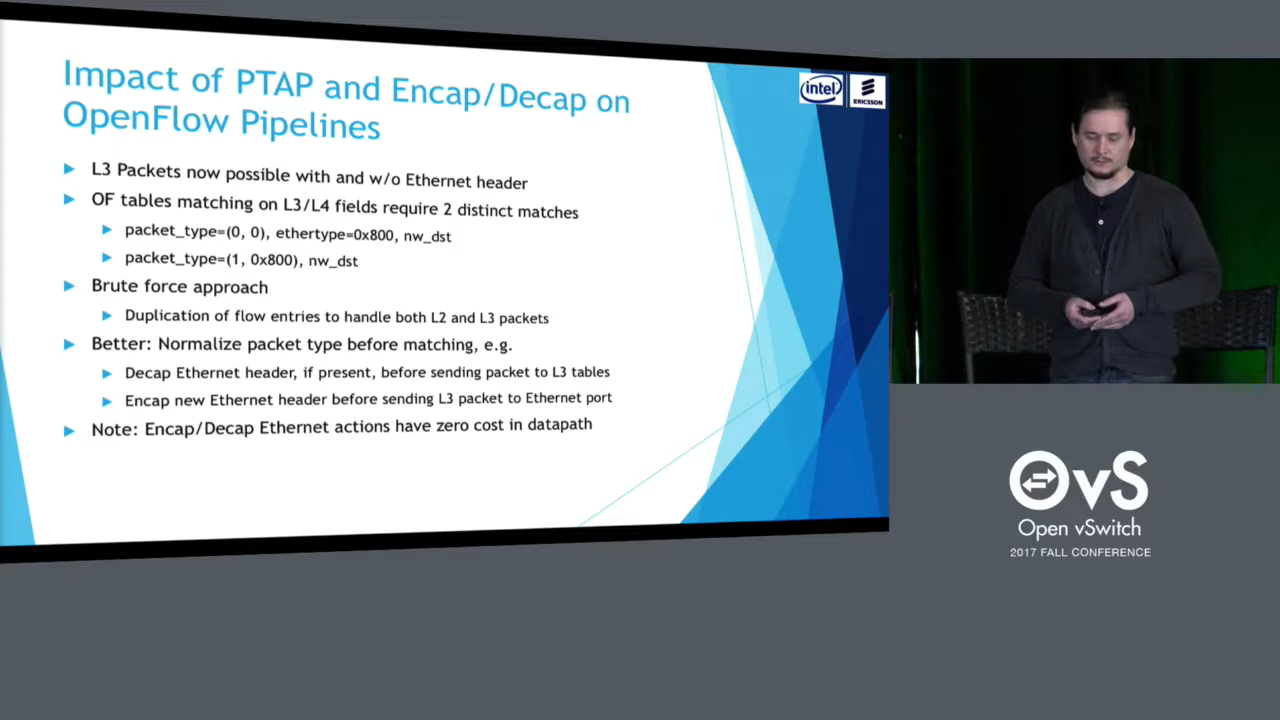 Impact of PTAP and Encap/Decap on
OpenFlow Pipelines
intel
ERICSSON
L3 Packets now possible with and w/o Ethernet header
OF tables matching on L3/L4 fields require 2 distinct matches
packet_type=(0, 0), ethertype=0x800, nw_dst
packet_type=(1, 0x800), nw_dst
Brute force approach
Duplication of flow entries to handle both L2 and L3 packets
Better: Normalize packet type before matching, e.g.
Decap Ethernet header, if present, before sending packet to L3 tables
Encap new Ethernet header before sending L3 packet to Ethernet port
Note: Encap/Decap Ethernet actions have zero cost in datapath
OvS
Open vSwitch
2017 FALL CONFERENCE